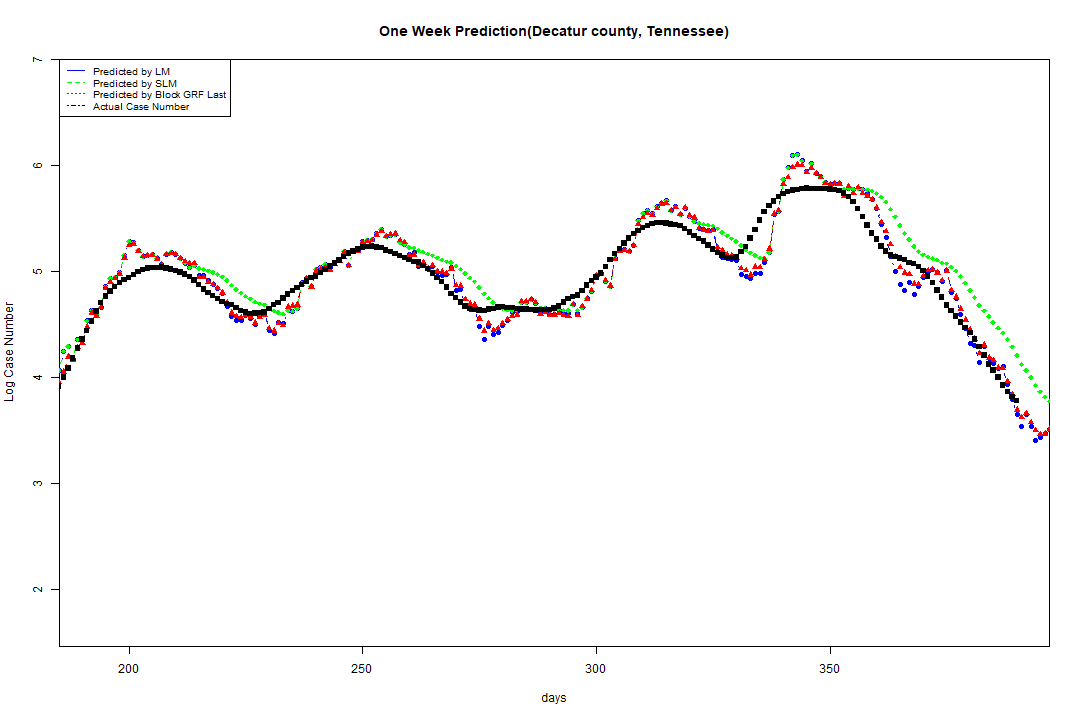 One Week Prediction(Decatur county, Tennessee)
7
Predicted by LM
Predicted by SLM
Predicted by Block GRF Last
Actual Case Number
6
5
4
3
2
Log Case Number
200 250 300 350
days